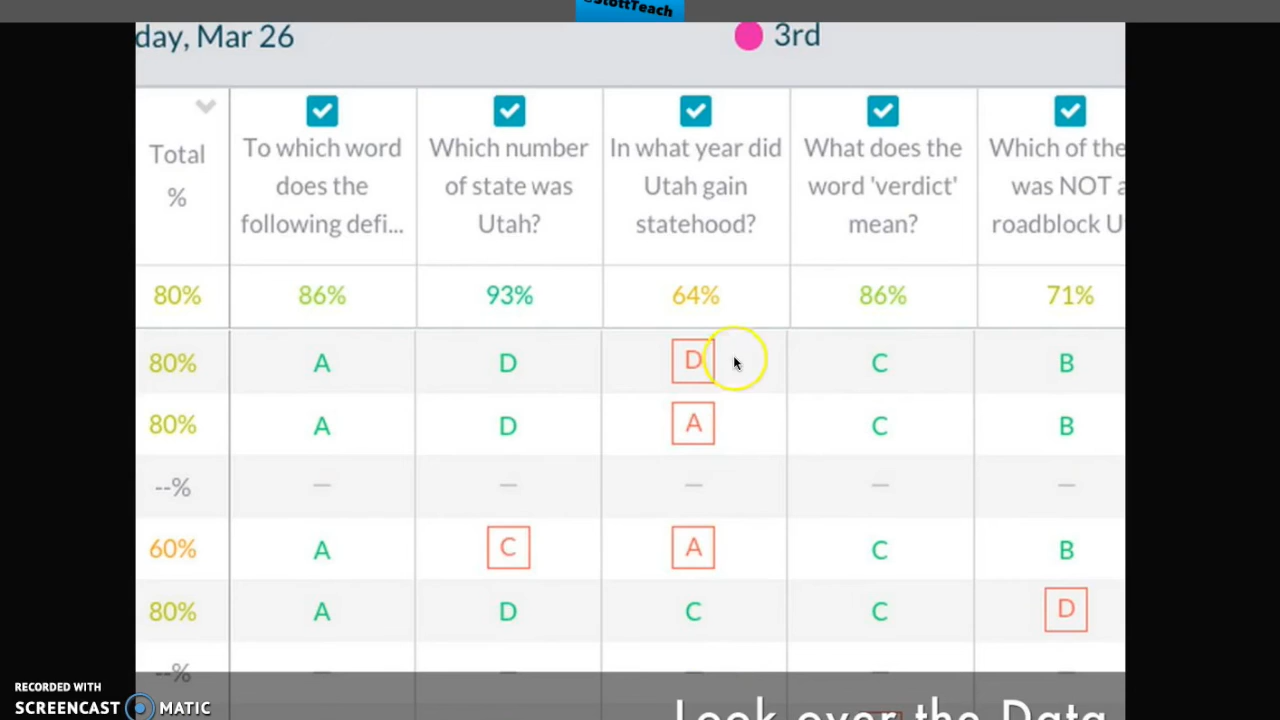 @StottTeach
day, Mar 26
3rd
Total
%
To which word
does the
following defi...
Which number
of state was
Utah?
In what year did
Utah gain
statehood?
What does the
word 'verdict'
mean?
Which of the
was NOT a
roadblock U
80% 86% 93% 64% 86% 71%
80% A D D C B
80% A D A C B
--% — — — — —
60% A C A C B
80% A D C C D
--%
RECORDED WITH
SCREENCAST MATIC
Look over the Data